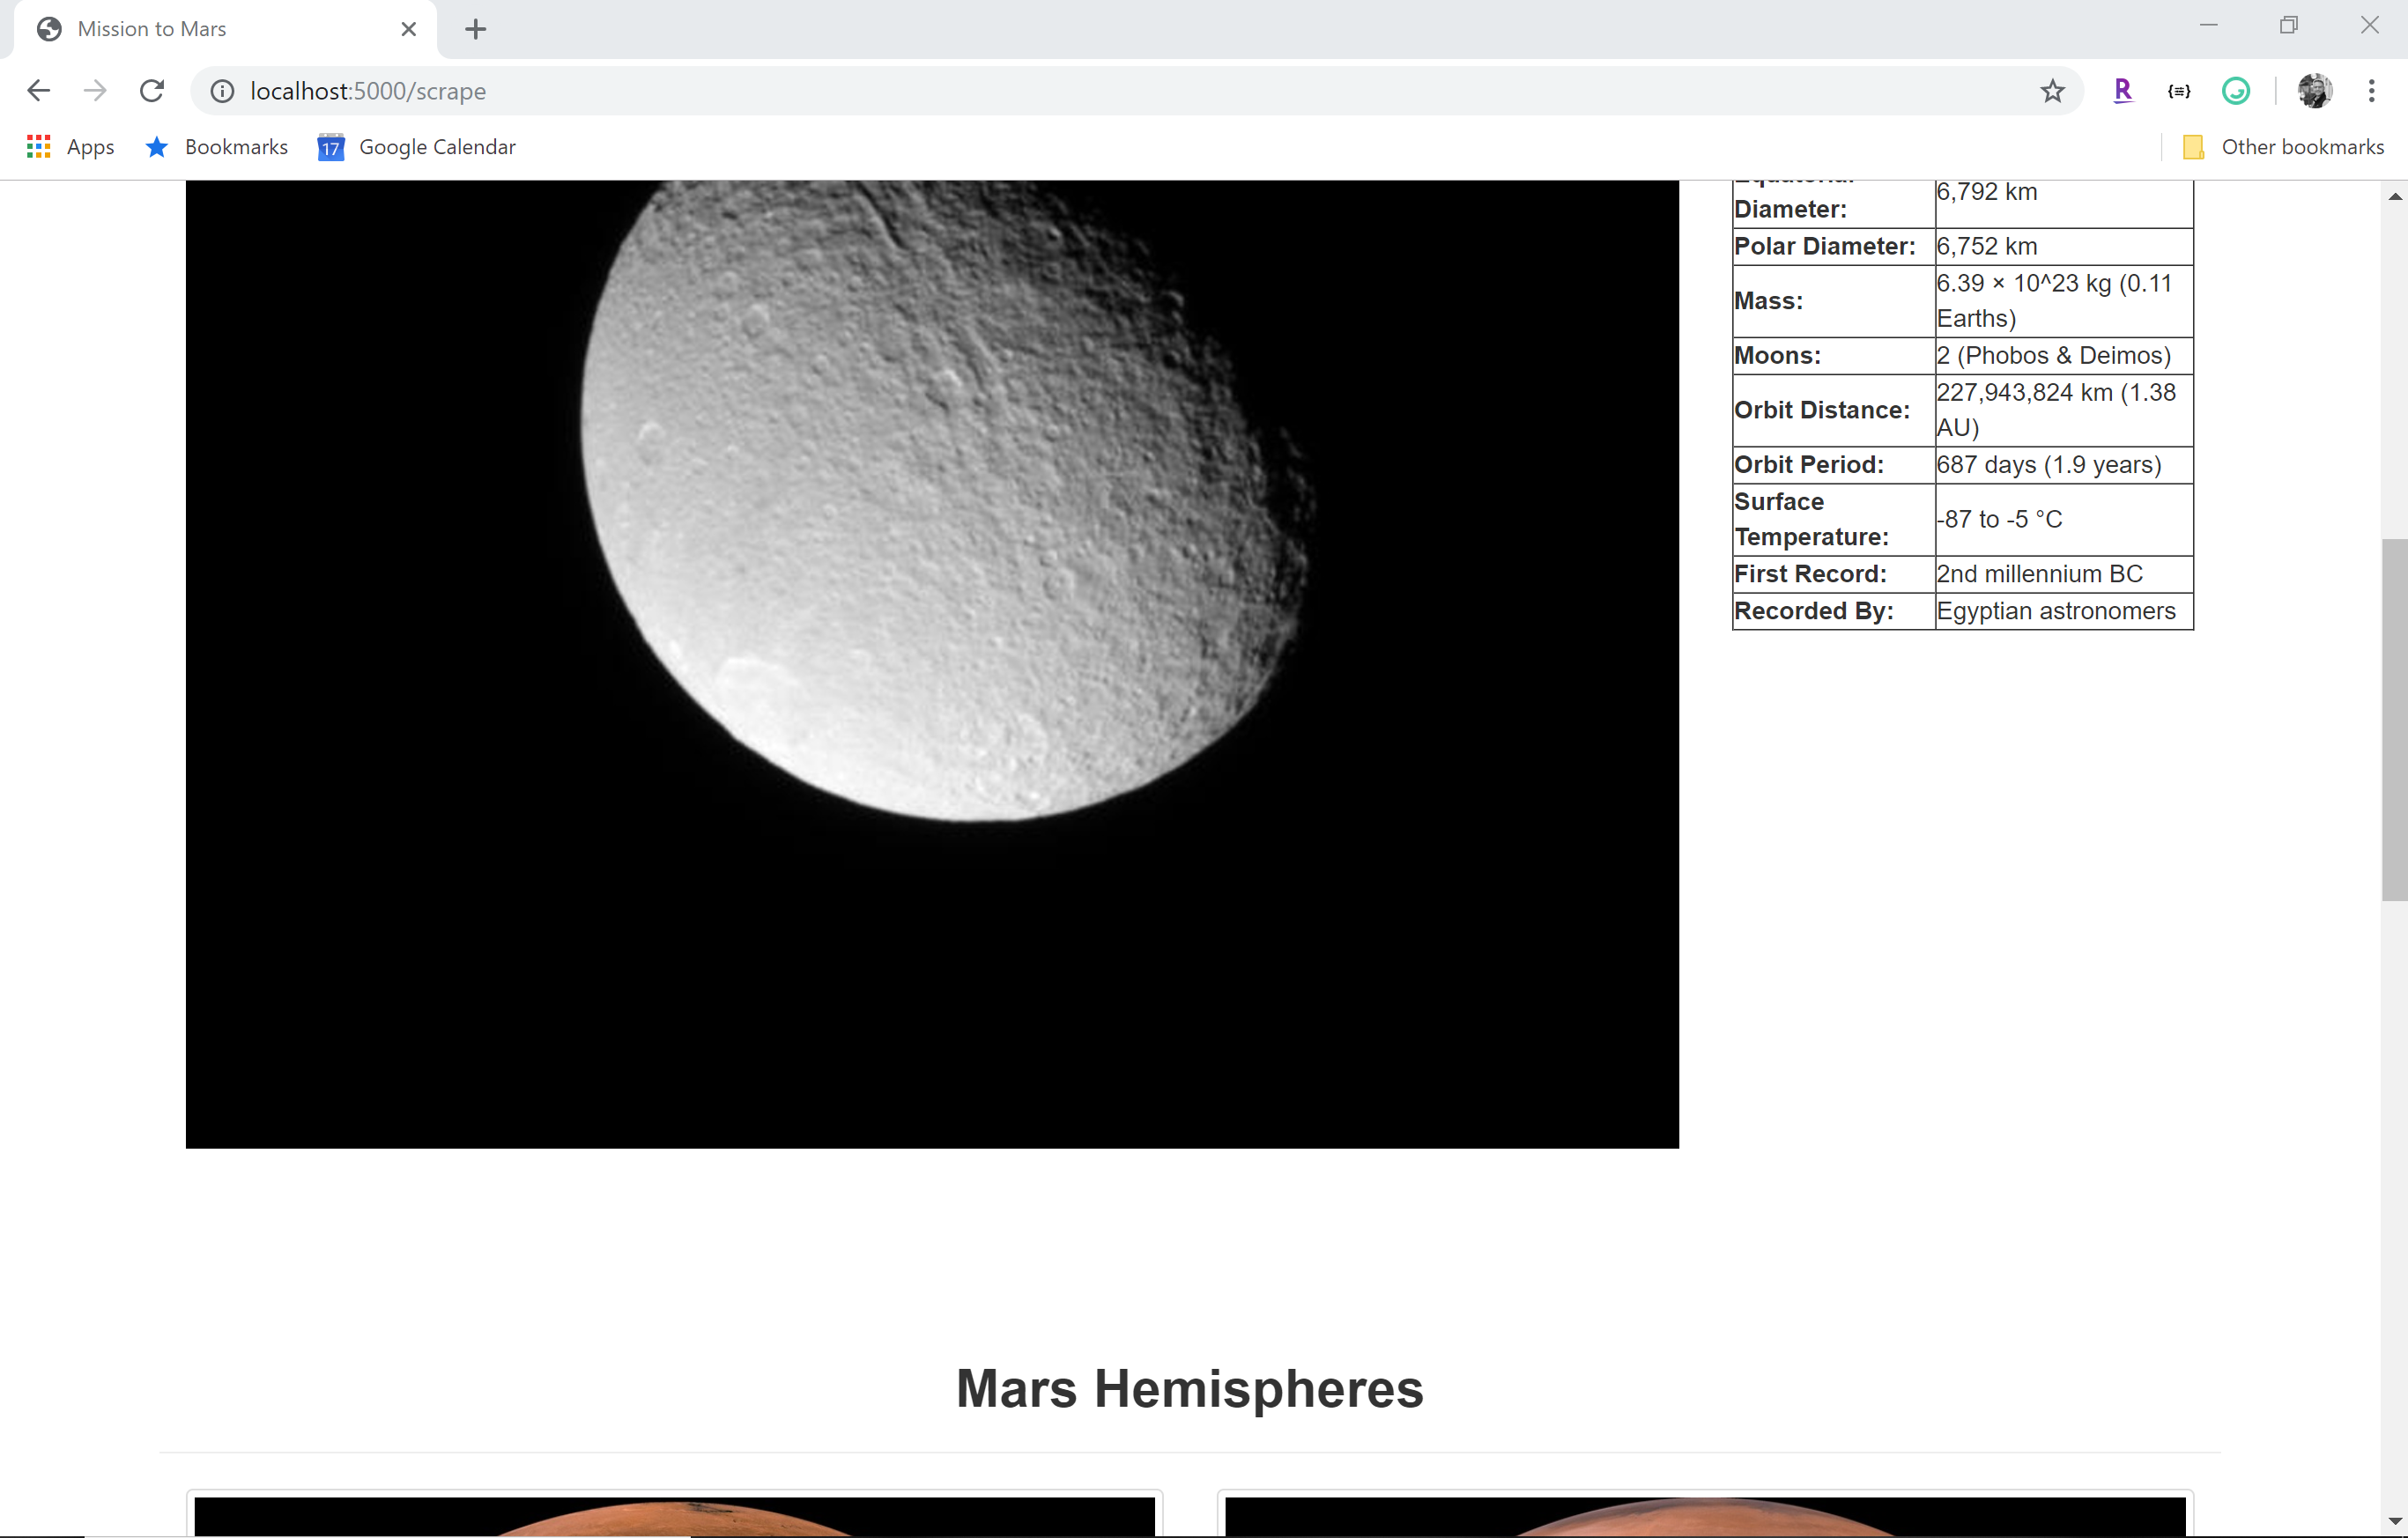 Mission to Mars
localhost:5000/scrape
R
Apps
Bookmarks
17
Google Calendar
Other bookmarks
6,792 km
Diameter:
Polar Diameter:
6,752 km
Mass:
6.39 × 10^23 kg (0.11
Earths)
Moons:
2 (Phobos & Deimos)
Orbit Distance:
227,943,824 km (1.38
AU)
Orbit Period:
687 days (1.9 years)
Surface
Temperature:
-87 to -5 °C
First Record:
2nd millennium BC
Recorded By:
Egyptian astronomers
Mars Hemispheres